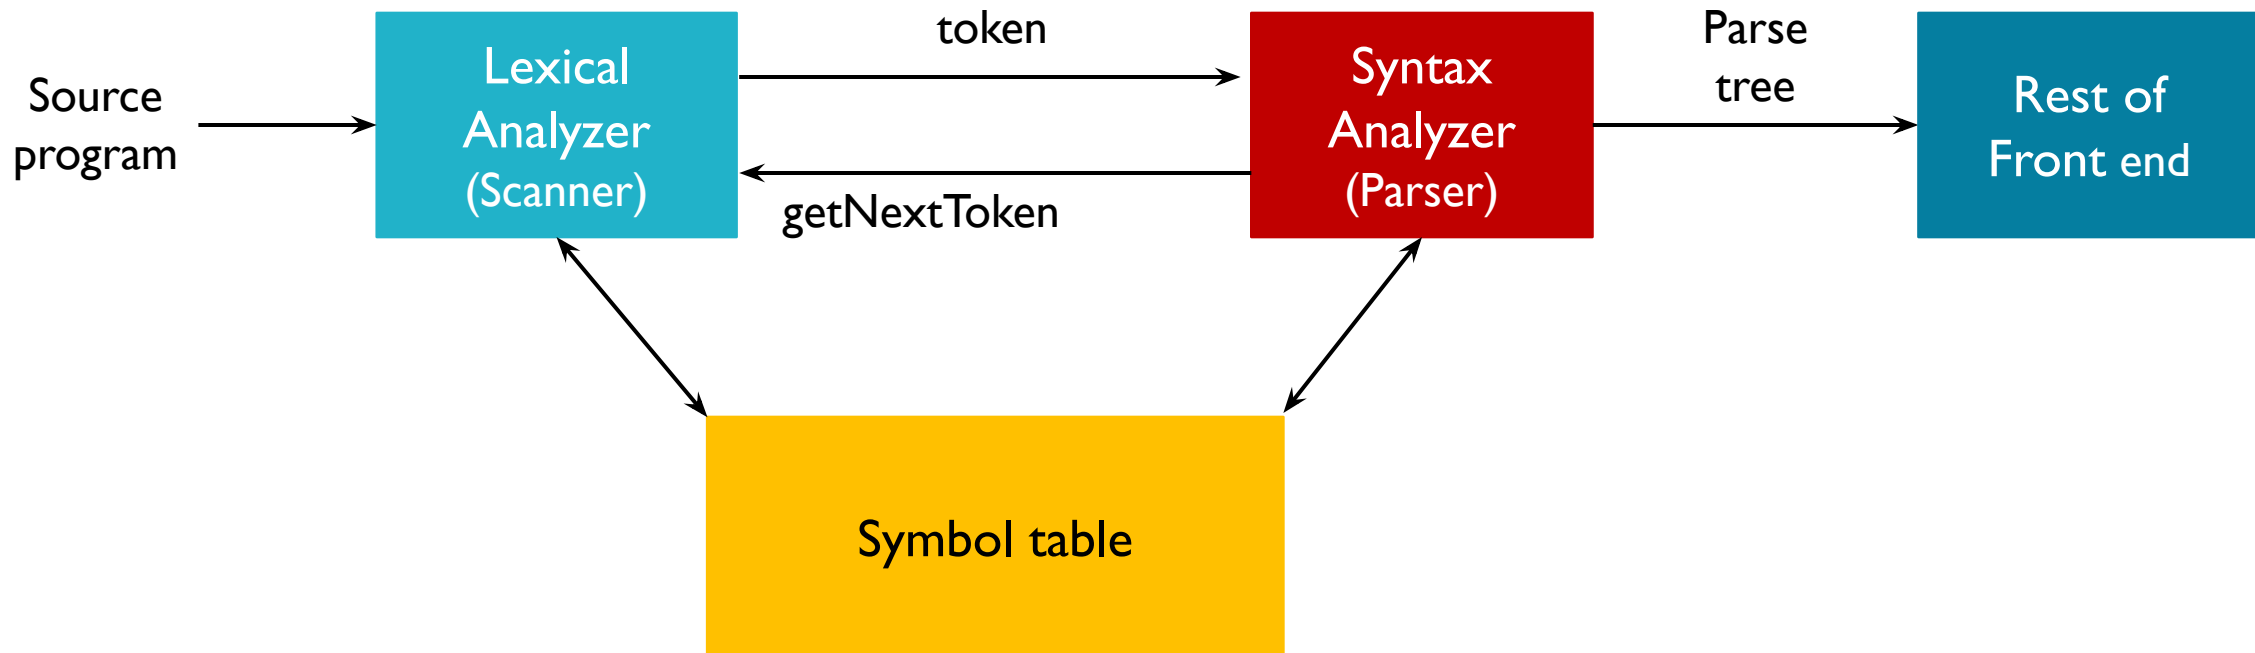 Source
program
Lexical
Analyzer
(Scanner)
token
getNextToken
Syntax
Analyzer
(Parser)
Parse
tree
Rest of
Front end
Symbol table